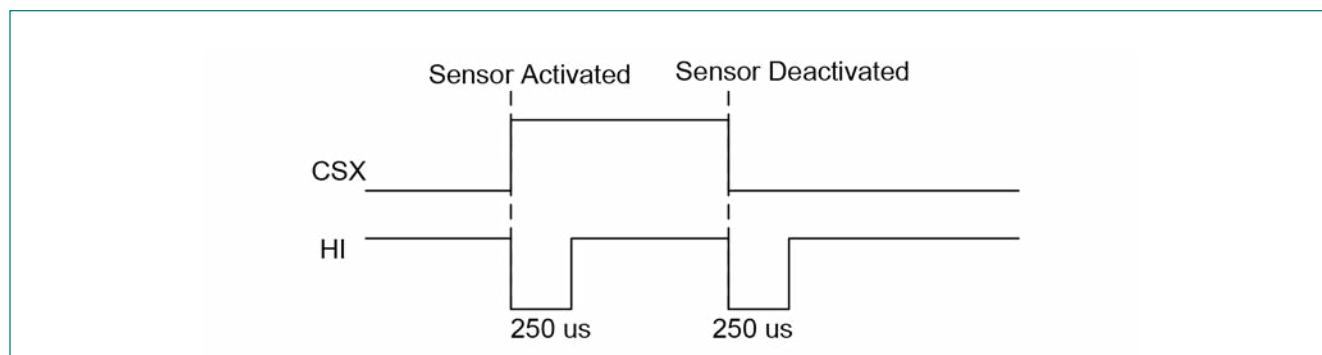 Sensor Activated
Sensor Deactivated
CSX
HI
250 us
250 us